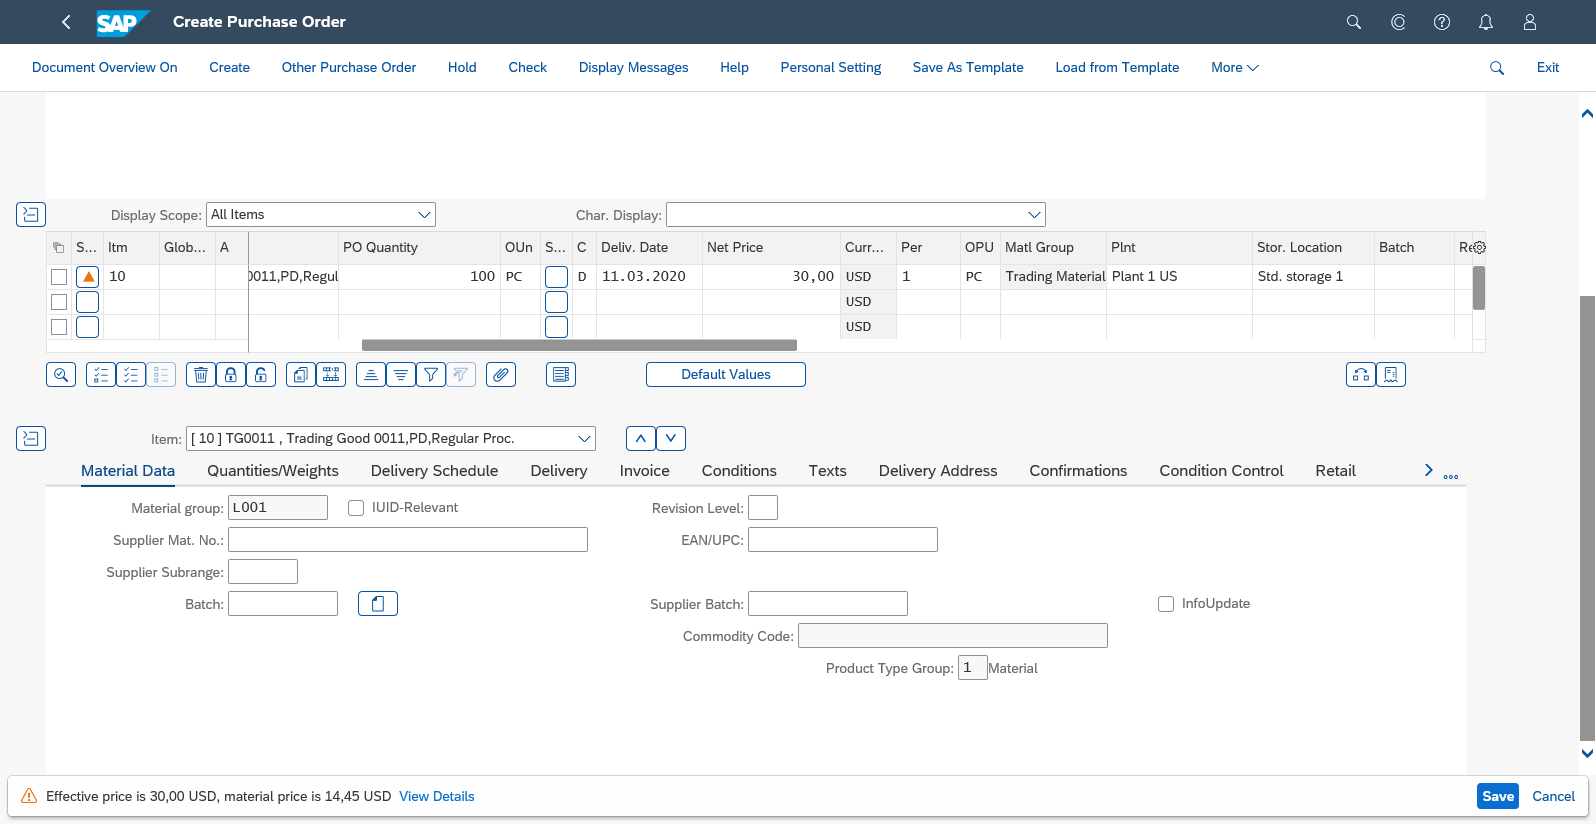 SAP Create Purchase Order
Document Overview On Create Other Purchase Order Hold Check Display Messages Help Personal Setting Save As Template Load from Template More Exit
Display Scope: All Items Char. Display:
S... Itm Glob... A PO Quantity OUn S... C Deliv. Date Net Price Curr... Per OPU Matl Group Plnt Stor. Location Batch
10 0011,PD,Regul 100 PC D 11.03.2020 30,00 USD 1 PC Trading Material Plant 1 US Std. storage 1
USD
USD
Default Values
Item: [ 10 ] TG0011 , Trading Good 0011,PD,Regular Proc.
Material Data Quantities/Weights Delivery Schedule Delivery Invoice Conditions Texts Delivery Address Confirmations Condition Control Retail
Material group: L001 IUID-Relevant Revision Level:
Supplier Mat. No.: EAN/UPC:
Supplier Subrange:
Batch: Supplier Batch: InfoUpdate
Commodity Code:
Product Type Group: 1 Material
Effective price is 30,00 USD, material price is 14,45 USD View Details Save Cancel